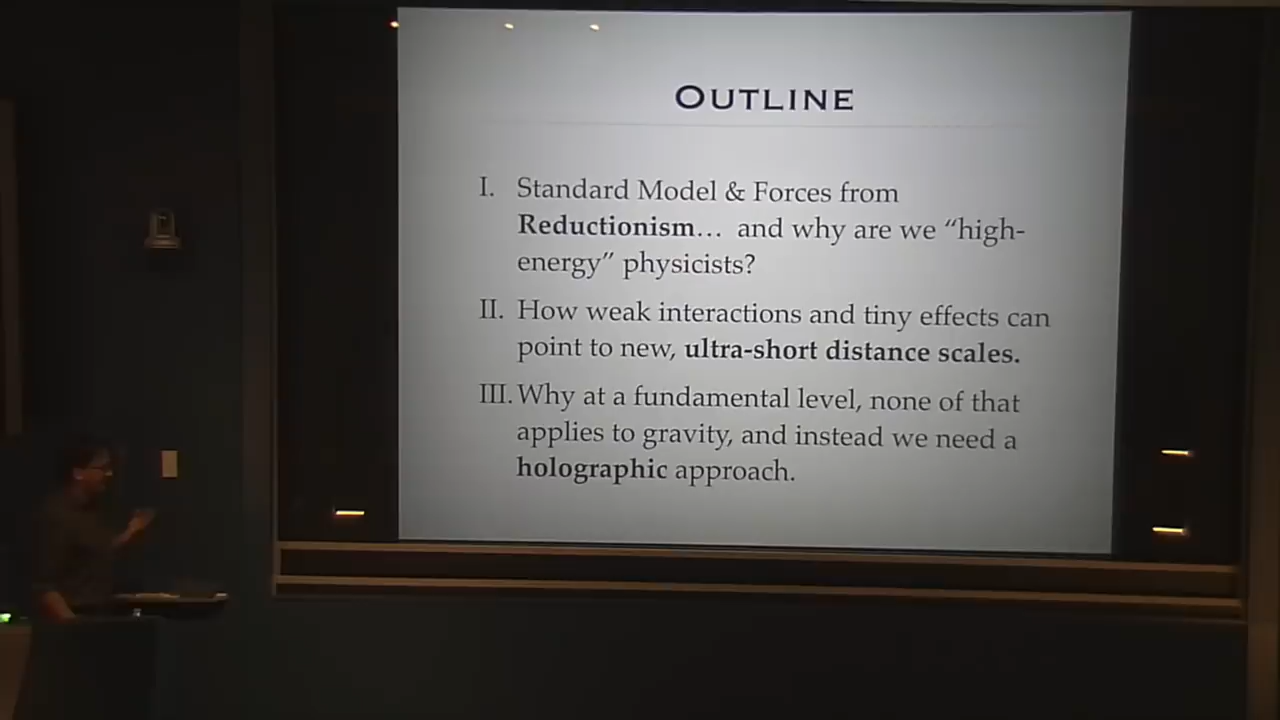 OUTLINE
I. Standard Model & Forces from
Reductionism... and why are we “high-
energy” physicists?
II. How weak interactions and tiny effects can
point to new, ultra-short distance scales.
III. Why at a fundamental level, none of that
applies to gravity, and instead we need a
holographic approach.